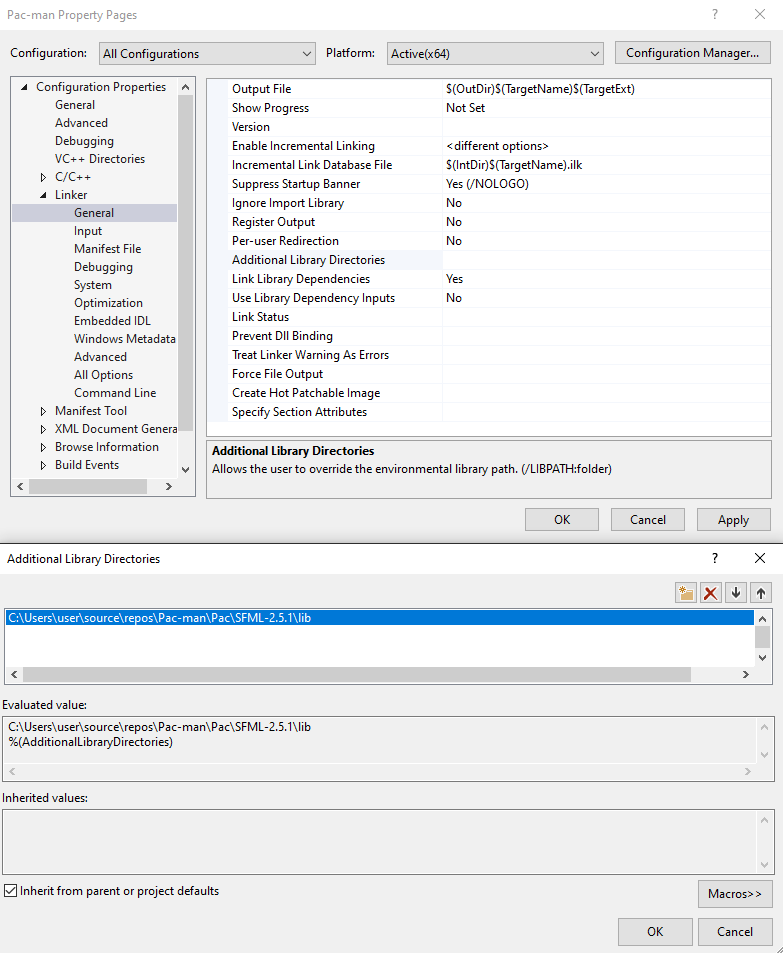 Pac-man Property Pages
?
Configuration: All Configurations Platform: Active(x64) Configuration Manager...
Configuration Properties
General
Advanced
Debugging
VC++ Directories
C/C++
Linker
General
Input
Manifest File
Debugging
System
Optimization
Embedded IDL
Windows Metadata
Advanced
All Options
Command Line
Manifest Tool
XML Document Genera
Browse Information
Build Events
Output File $(OutDir)$(TargetName)$(TargetExt)
Show Progress Not Set
Version
Enable Incremental Linking <different options>
Incremental Link Database File $(IntDir)$(TargetName).ilk
Suppress Startup Banner Yes (/NOLOGO)
Ignore Import Library No
Register Output No
Per-user Redirection No
Additional Library Directories
Link Library Dependencies Yes
Use Library Dependency Inputs No
Link Status
Prevent Dll Binding
Treat Linker Warning As Errors
Force File Output
Create Hot Patchable Image
Specify Section Attributes
Additional Library Directories
Allows the user to override the environmental library path. (/LIBPATH:folder)
OK Cancel Apply
Additional Library Directories
?
C:\Users\user\source\repos\Pac-man\Pac\SFML-2.5.1\lib
Evaluated value:
C:\Users\user\source\repos\Pac-man\Pac\SFML-2.5.1\lib
%(AdditionalLibraryDirectories)
Inherited values:
Inherit from parent or project defaults
Macros>>
OK Cancel